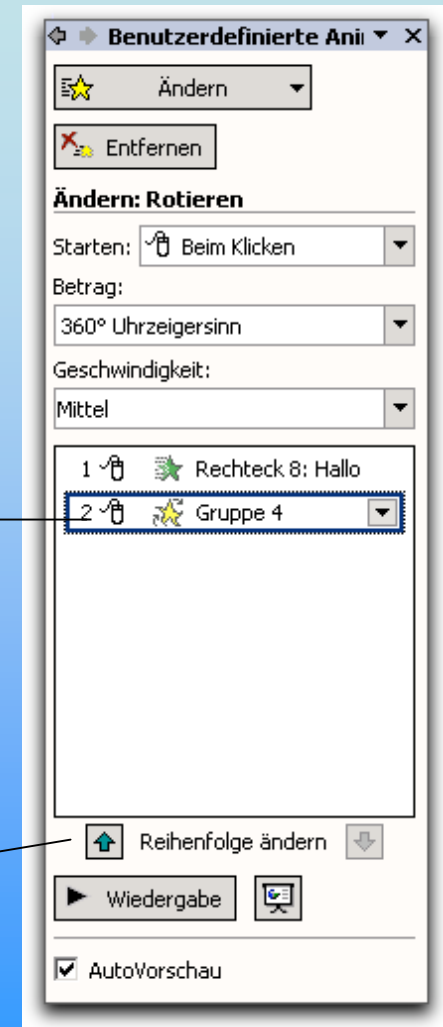 Benutzerdefinierte Ani
Ändern
Entfernen
Ändern: Rotieren
Starten: Beim Klicken
Betrag:
360° Uhrzeigersinn
Geschwindigkeit:
Mittel
1 Rechteck 8: Hallo
2 Gruppe 4
Reihenfolge ändern
Wiedergabe
AutoVorschau